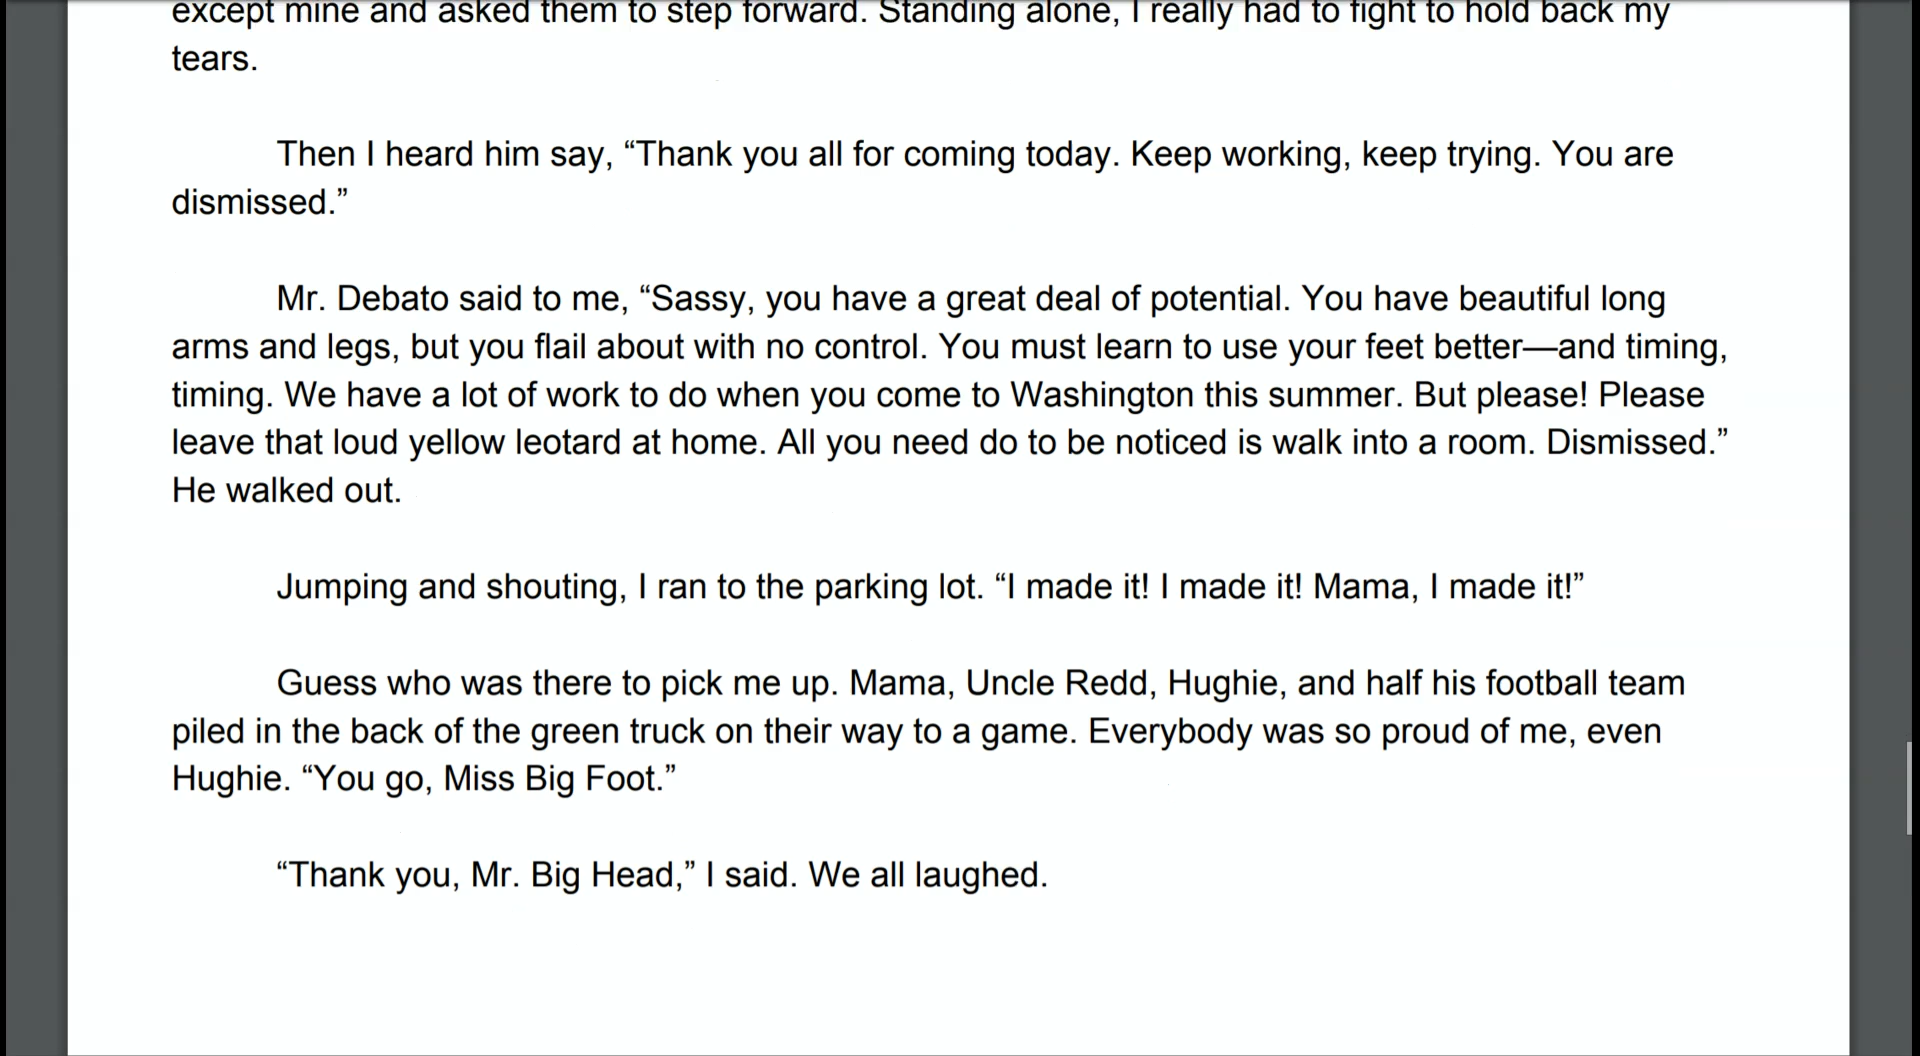 except mine and asked them to step forward. Standing alone, I really had to fight to hold back my
tears.
Then I heard him say, “Thank you all for coming today. Keep working, keep trying. You are
dismissed.”
Mr. Debato said to me, “Sassy, you have a great deal of potential. You have beautiful long
arms and legs, but you flail about with no control. You must learn to use your feet better—and timing,
timing. We have a lot of work to do when you come to Washington this summer. But please! Please
leave that loud yellow leotard at home. All you need do to be noticed is walk into a room. Dismissed.”
He walked out.
Jumping and shouting, I ran to the parking lot. “I made it! I made it! Mama, I made it!”
Guess who was there to pick me up. Mama, Uncle Redd, Hughie, and half his football team
piled in the back of the green truck on their way to a game. Everybody was so proud of me, even
Hughie. “You go, Miss Big Foot.”
“Thank you, Mr. Big Head,” I said. We all laughed.